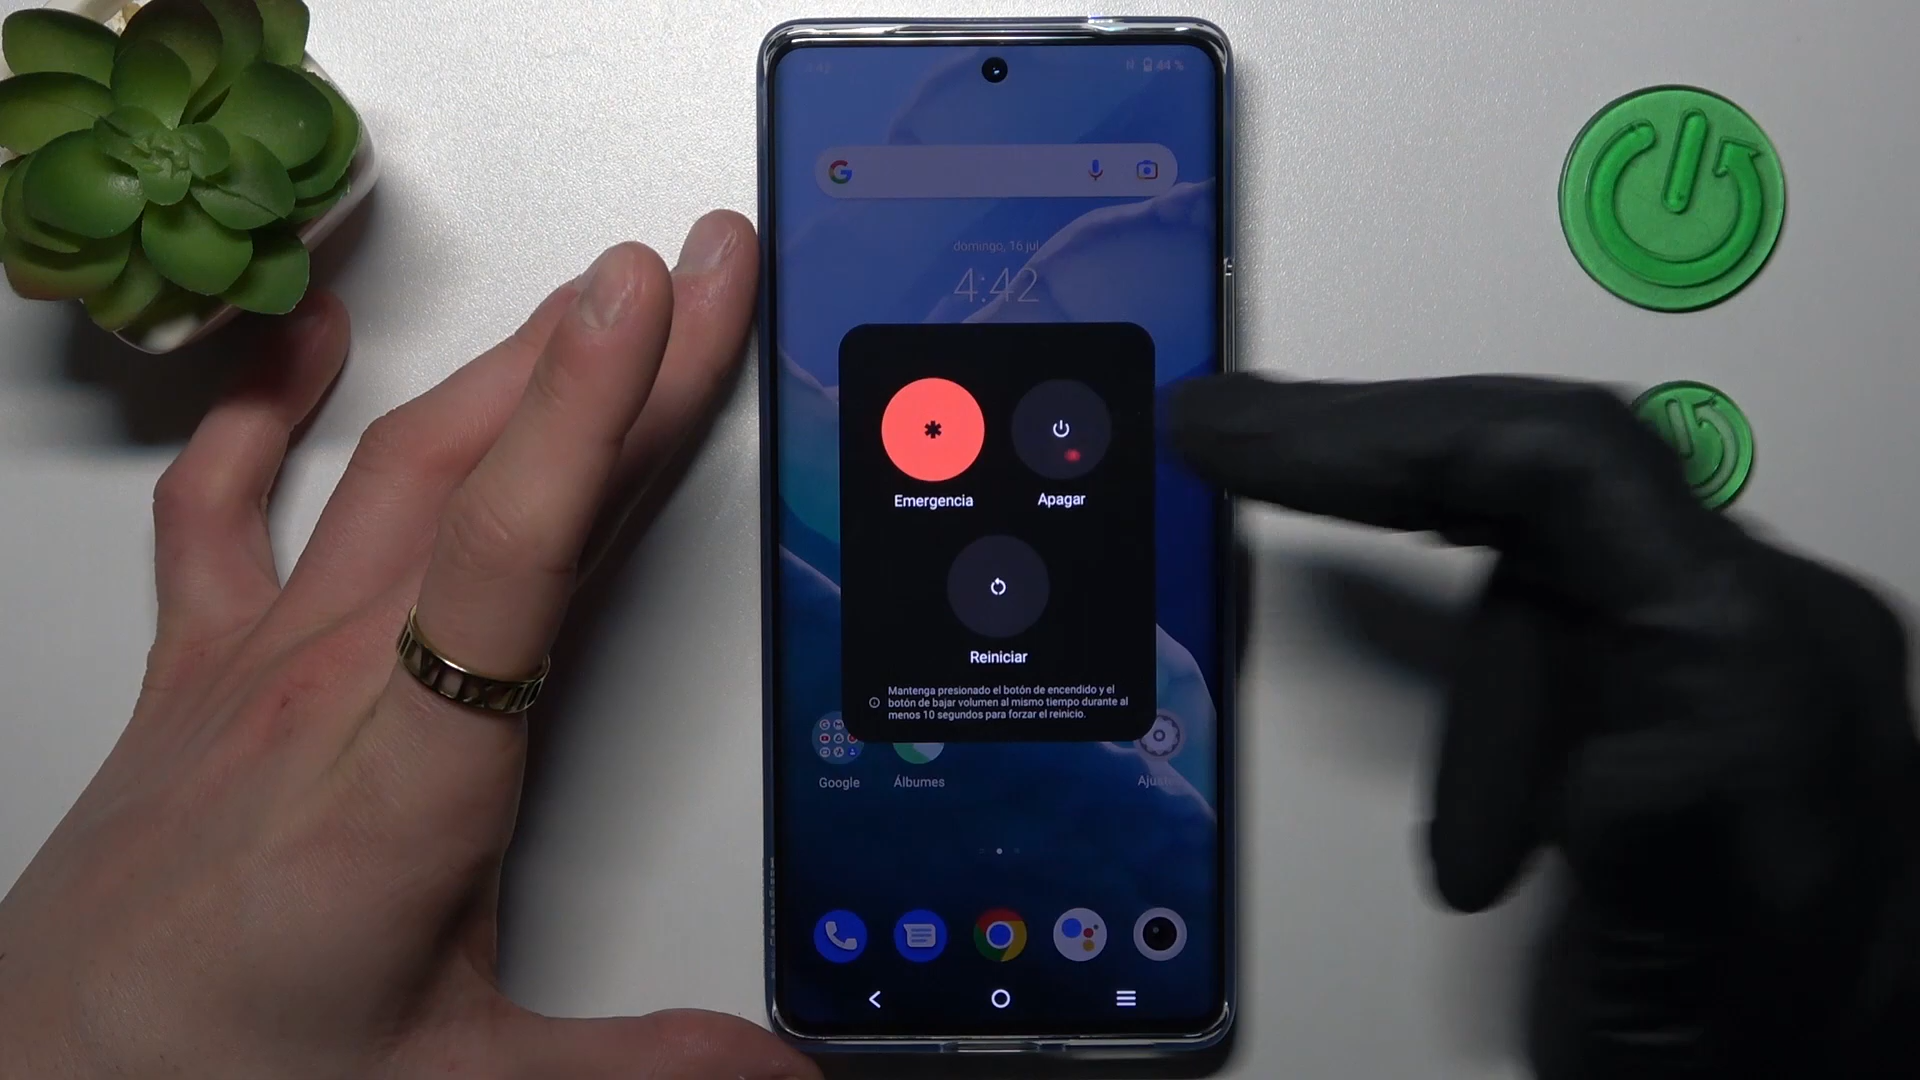 44 %
domingo, 16 jul
4:42
Emergencia
Apagar
Reiniciar
Mantenga presionado el botón de encendido y el
botón de bajar volumen al mismo tiempo durante al
menos 10 segundos para forzar el reinicio.
Google
Álbumes